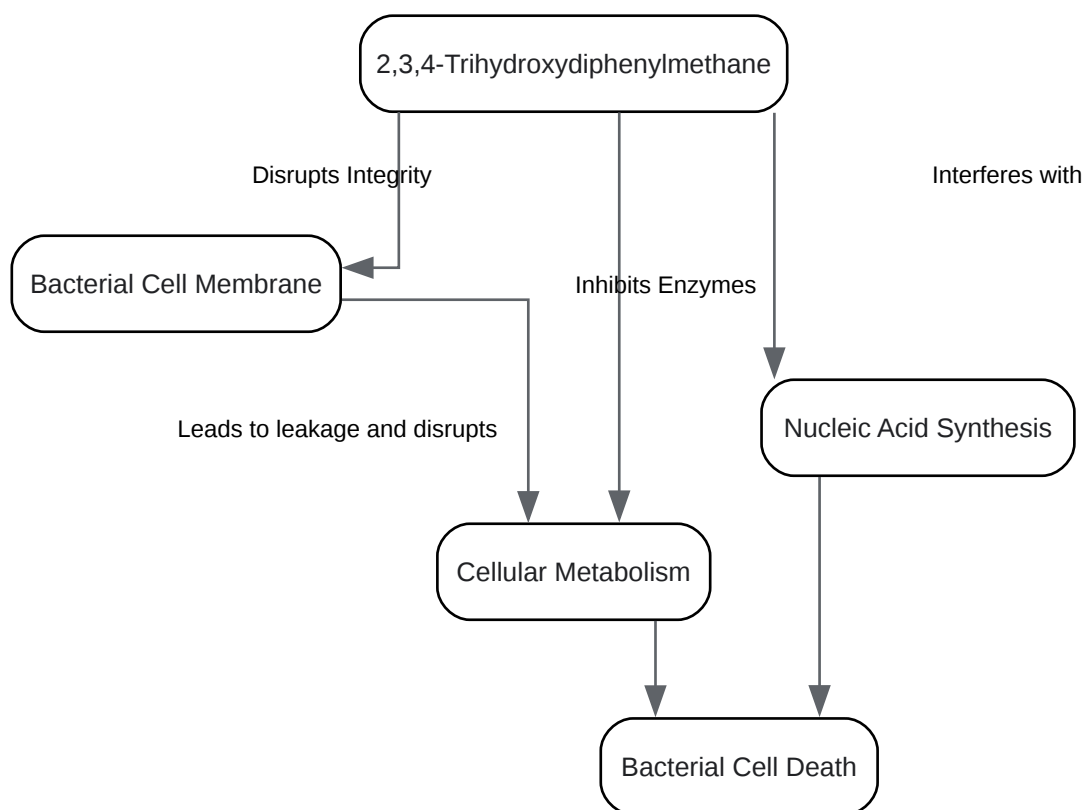 2,3,4-Trihydroxydiphenylmethane
Disrupts Integrity
Interferes with
Bacterial Cell Membrane
Inhibits Enzymes
Leads to leakage and disrupts
Nucleic Acid Synthesis
Cellular Metabolism
Bacterial Cell Death